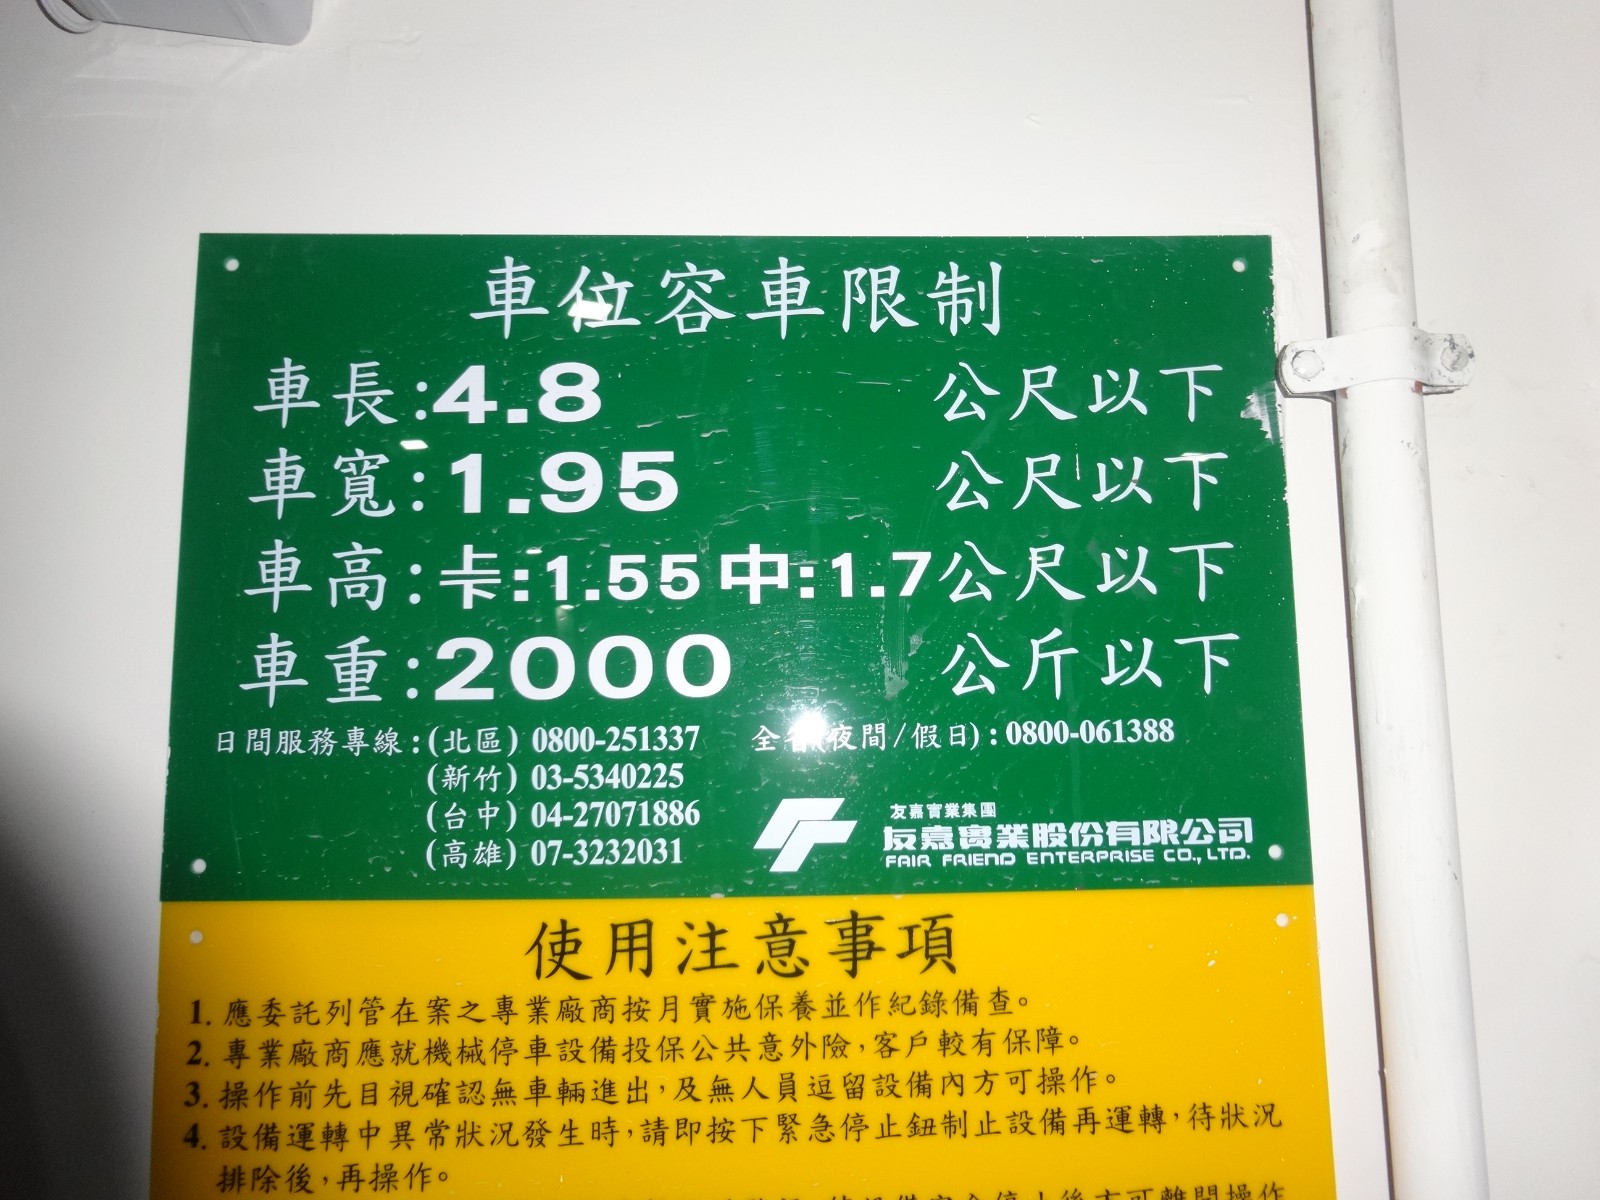 車位容車限制
車長:4.8 公尺以下
車寬:1.95 公尺以下
車高:卡:1.55 中:1.7公尺以下
車重:2000 公斤以下
日間服務專線:(北區) 0800-251337 全省(夜間/假日):0800-061388
(新竹) 03-5340225
(台中) 04-27071886
(高雄) 07-3232031
友嘉實業集團
友嘉實業股份有限公司
FAIR FRIEND ENTERPRISE CO., LTD.
使用注意事項
1. 應委託列管在案之專業廠商按月實施保養並作紀錄備查。
2. 專業廠商應就機械停車設備投保公共意外險,客戶較有保障。
3. 操作前先目視確認無車輛進出,及無人員逗留設備內方可操作。
4. 設備運轉中異常狀況發生時,請即按下緊急停止鈕制止設備再運轉,待狀況
排除後,再操作。